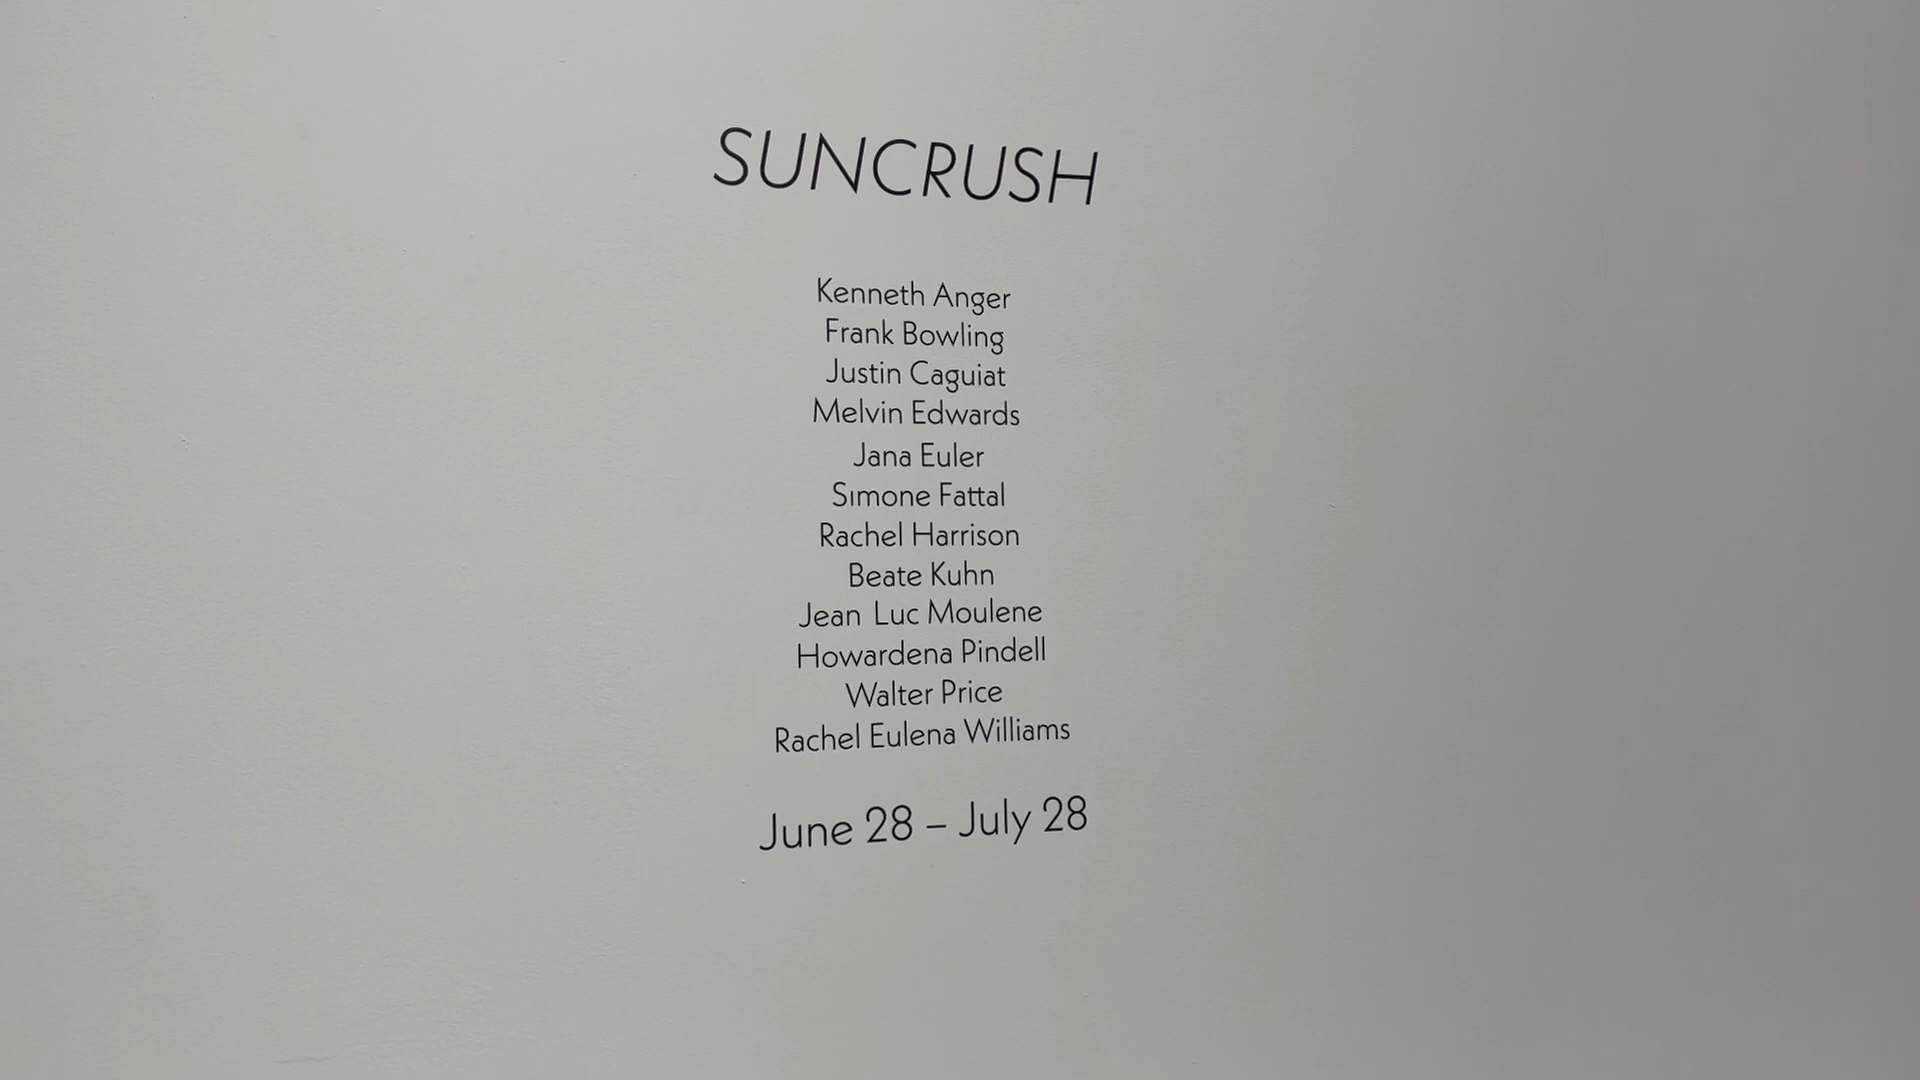 SUNCRUSH
Kenneth Anger
Frank Bowling
Justin Caguiat
Melvin Edwards
Jana Euler
Simone Fattal
Rachel Harrison
Beate Kuhn
Jean Luc Moulene
Howardena Pindell
Walter Price
Rachel Eulena Williams
June 28 – July 28